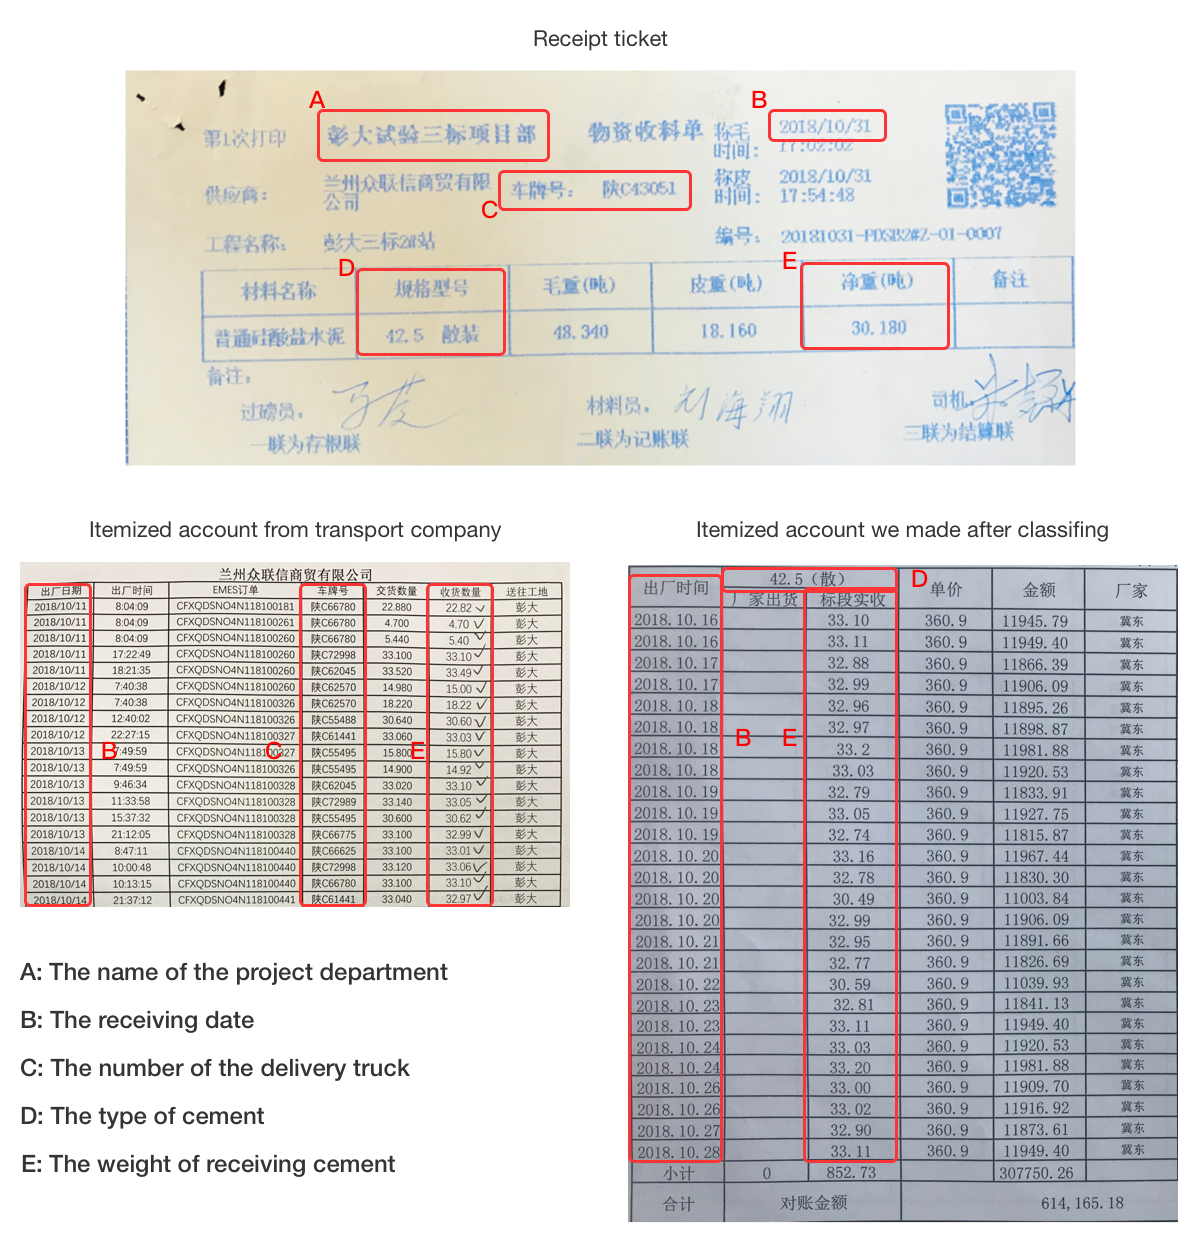 Receipt ticket
A
B
第1次打印 彭大试验三标项目部 物资收料单 称毛时间: 2018/10/31 17:02:02
供应商: 兰州众联信商贸有限公司 车牌号: 陕C43051 称皮时间: 2018/10/31 17:54:48
C
工程名称: 彭大三标2#站 编号: 20181031-PDSB2#Z-01-0007
D
E
材料名称 规格型号 毛重(吨) 皮重(吨) 净重(吨) 备注
普通硅酸盐水泥 42.5 散装 48.340 18.160 30.180
备注:
过磅员: 材料员: 刘海翔 司机:
一联为存根联 二联为记账联 三联为结算联
Itemized account from transport company
兰州众联信商贸有限公司
出厂日期 出厂时间 EMES订单 车牌号 交货数量 收货数量 送往工地
2018/10/11 8:04:09 CFXQDSNO4N118100181 陕C66780 22.880 22.82 彭大
2018/10/11 8:04:09 CFXQDSNO4N118100261 陕C66780 4.700 4.70 彭大
2018/10/11 8:04:09 CFXQDSNO4N118100260 陕C66780 5.440 5.40 彭大
2018/10/11 17:22:49 CFXQDSNO4N118100260 陕C72998 33.100 33.10 彭大
2018/10/11 18:21:35 CFXQDSNO4N118100260 陕C62045 33.520 33.49 彭大
2018/10/12 7:40:38 CFXQDSNO4N118100260 陕C62570 14.980 15.00 彭大
2018/10/12 7:40:38 CFXQDSNO4N118100326 陕C62570 18.220 18.22 彭大
2018/10/12 12:40:02 CFXQDSNO4N118100326 陕C55488 30.640 30.60 彭大
2018/10/12 22:27:15 CFXQDSNO4N118100327 陕C61441 33.060 33.03 彭大
2018/10/13 7:49:59 CFXQDSNO4N118100327 陕C55495 15.800 15.80 彭大
B C E
2018/10/13 7:49:59 CFXQDSNO4N118100326 陕C55495 14.900 14.92 彭大
2018/10/13 9:46:34 CFXQDSNO4N118100328 陕C62045 33.020 33.10 彭大
2018/10/13 11:33:58 CFXQDSNO4N118100328 陕C72989 33.140 33.05 彭大
2018/10/13 15:37:32 CFXQDSNO4N118100328 陕C55495 30.600 30.62 彭大
2018/10/13 21:12:05 CFXQDSNO4N118100328 陕C66775 33.100 32.99 彭大
2018/10/14 8:47:11 CFXQDSNO4N118100440 陕C66625 33.100 33.01 彭大
2018/10/14 10:00:48 CFXQDSNO4N118100440 陕C72998 33.120 33.06 彭大
2018/10/14 10:13:15 CFXQDSNO4N118100440 陕C66780 33.100 33.10 彭大
2018/10/14 21:37:12 CFXQDSNO4N118100441 陕C61441 33.040 32.97 彭大
Itemized account we made after classifing
42.5（散） D
出厂时间 厂家出货 标段实收 单价 金额 厂家
2018.10.16 33.10 360.9 11945.79 冀东
2018.10.16 33.11 360.9 11949.40 冀东
2018.10.17 32.88 360.9 11866.39 冀东
2018.10.17 32.99 360.9 11906.09 冀东
2018.10.18 32.96 360.9 11895.26 冀东
2018.10.18 32.97 360.9 11898.87 冀东
B E
2018.10.18 33.2 360.9 11981.88 冀东
2018.10.18 33.03 360.9 11920.53 冀东
2018.10.19 32.79 360.9 11833.91 冀东
2018.10.19 33.05 360.9 11927.75 冀东
2018.10.19 32.74 360.9 11815.87 冀东
2018.10.20 33.16 360.9 11967.44 冀东
2018.10.20 32.78 360.9 11830.30 冀东
2018.10.20 30.49 360.9 11003.84 冀东
2018.10.20 32.99 360.9 11906.09 冀东
2018.10.21 32.95 360.9 11891.66 冀东
2018.10.21 32.77 360.9 11826.69 冀东
2018.10.22 30.59 360.9 11039.93 冀东
2018.10.23 32.81 360.9 11841.13 冀东
2018.10.23 33.11 360.9 11949.40 冀东
2018.10.24 33.03 360.9 11920.53 冀东
2018.10.24 33.20 360.9 11981.88 冀东
2018.10.26 33.00 360.9 11909.70 冀东
2018.10.26 33.02 360.9 11916.92 冀东
2018.10.27 32.90 360.9 11873.61 冀东
2018.10.28 33.11 360.9 11949.40 冀东
小计 0 852.73 307750.26
合计 对账金额 614,165.18
A: The name of the project department
B: The receiving date
C: The number of the delivery truck
D: The type of cement
E: The weight of receiving cement